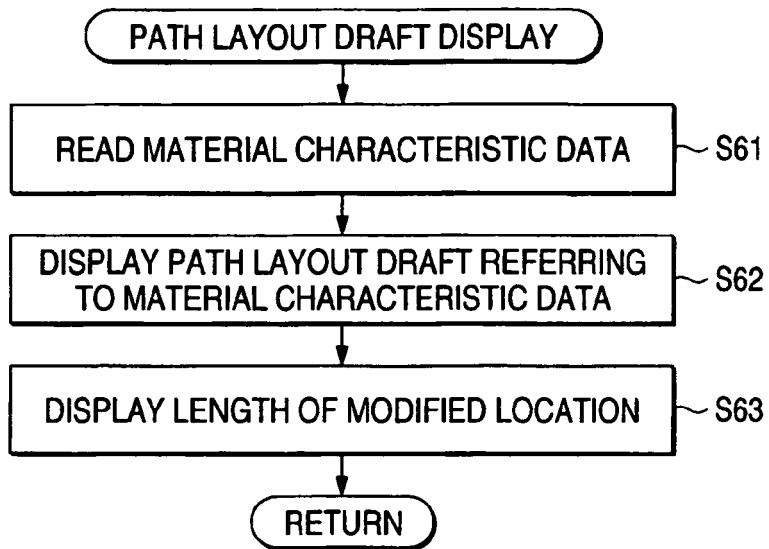 PATH LAYOUT DRAFT DISPLAY
READ MATERIAL CHARACTERISTIC DATA
S61
DISPLAY PATH LAYOUT DRAFT REFERRING
TO MATERIAL CHARACTERISTIC DATA
S62
DISPLAY LENGTH OF MODIFIED LOCATION
S63
RETURN